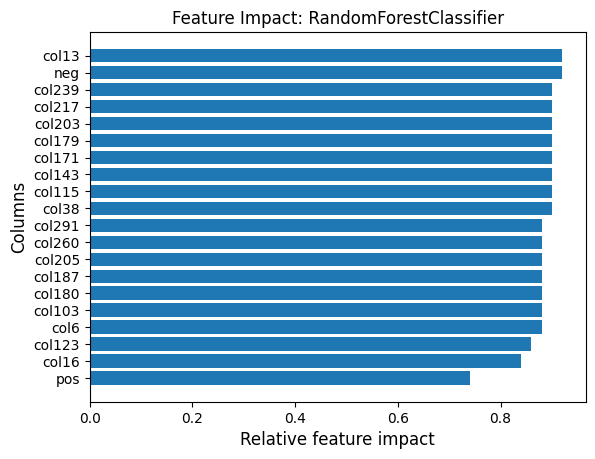 Feature Impact: RandomForestClassifier
col13
neg
col239
col217
col203
col179
col171
col143
col115
col38
col291
col260
col205
col187
col180
col103
col6
col123
col16
pos
Columns
0.0 0.2 0.4 0.6 0.8
Relative feature impact